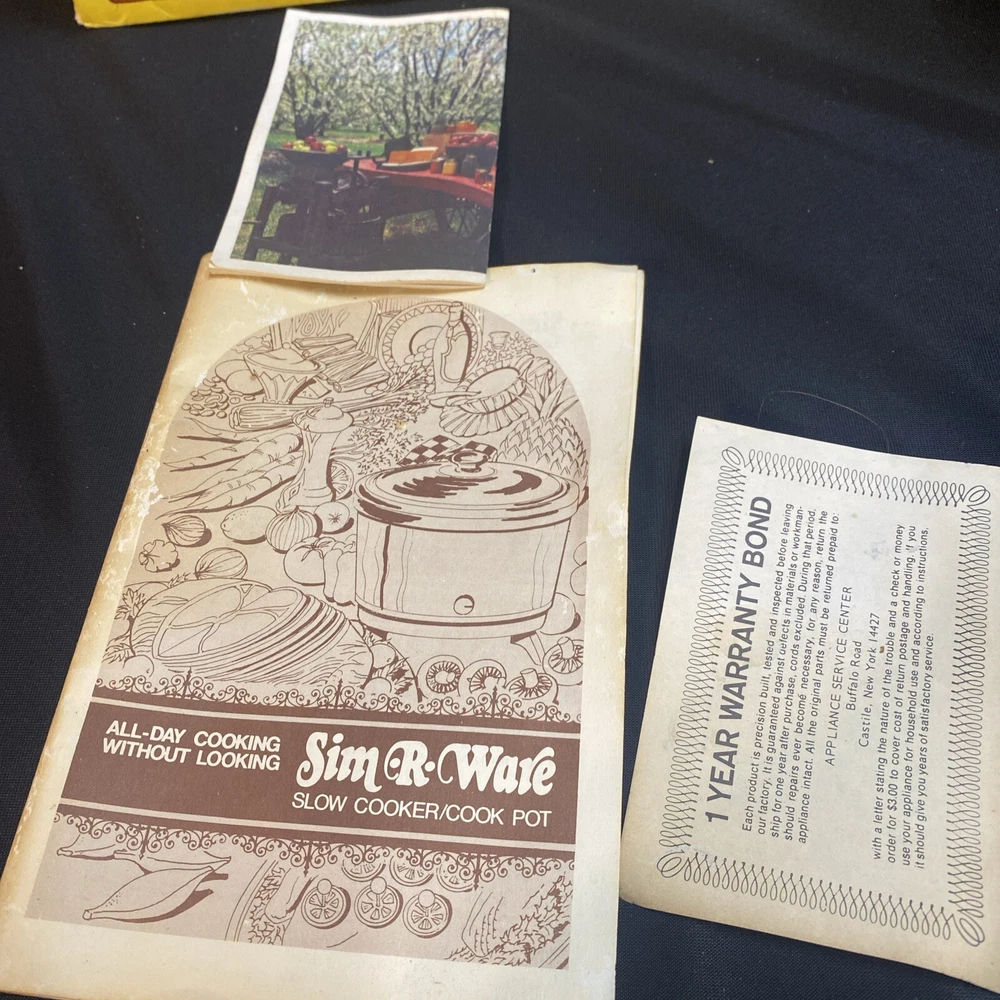 ALL-DAY COOKING
WITHOUT LOOKING
Sim·R·Ware
SLOW COOKER/COOK POT
1 YEAR WARRANTY BOND
Each product is precision built, tested and inspected before leaving
our factory. It is guaranteed against defects in materials or workman-
ship for one year after purchase, cords excluded. During that period,
should repairs ever become necessary, for any reason, return the
appliance intact. All the original parts must be returned prepaid to:
APPLIANCE SERVICE CENTER
Buffalo Road
Castile, New York 14427
with a letter stating the nature of the trouble and a check or money
order for $3.00 to cover cost of return postage and handling. If you
use your appliance for household use and according to instructions,
it should give you years of satisfactory service.